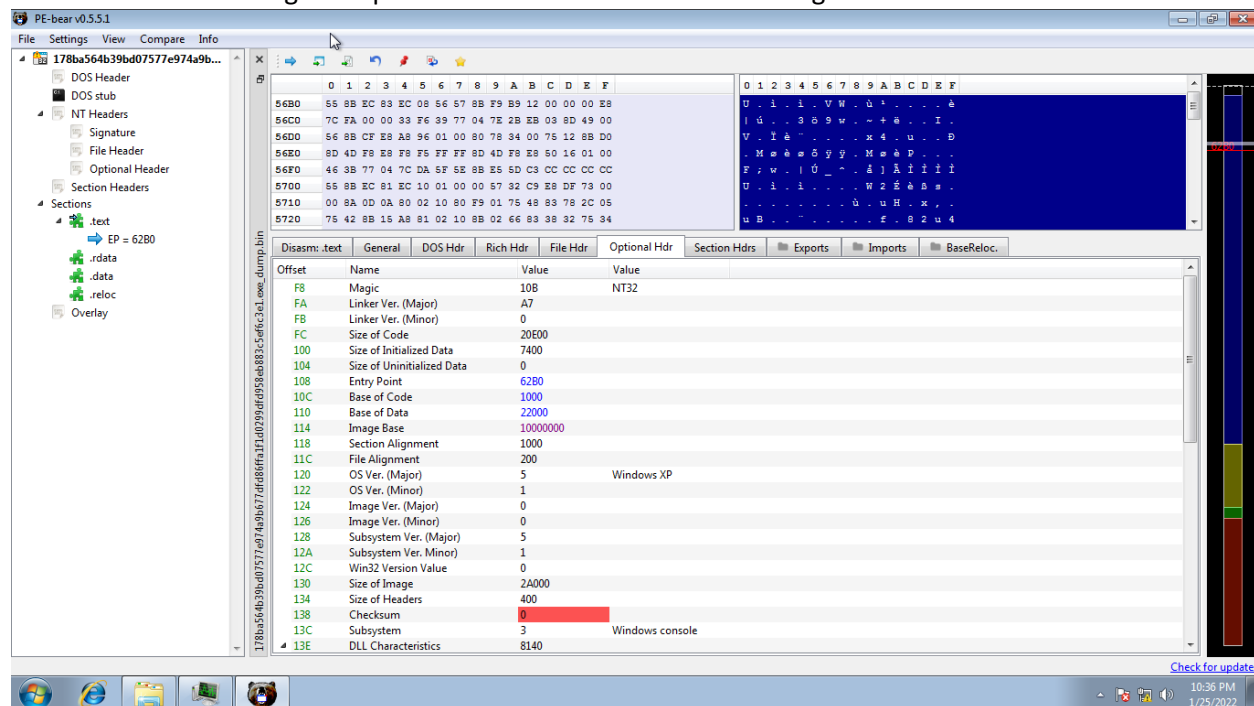 PE-bear v0.5.5.1
File Settings View Compare Info
178ba564b39bd07577e974a9b...
DOS Header
DOS stub
NT Headers
Signature
File Header
Optional Header
Section Headers
Sections
.text
EP = 62B0
.rdata
.data
.reloc
Overlay
0 1 2 3 4 5 6 7 8 9 A B C D E F
56B0 55 8B EC 83 EC 08 56 57 8B F9 B9 12 00 00 00 E8
56C0 7C FA 00 00 33 F6 39 77 04 7E 2B EB 03 8D 49 00
56D0 56 8B CF E8 A8 96 01 00 80 78 34 00 75 12 8B D0
56E0 8D 4D F8 E8 F8 F5 FF FF 8D 4D F8 E8 50 16 01 00
56F0 46 3B 77 04 7C DA 5F 5E 8B E5 5D C3 CC CC CC CC
5700 55 8B EC 81 EC 10 01 00 00 57 32 C9 E8 DF 73 00
5710 00 8A 0D 0A 80 02 10 80 F9 01 75 48 83 78 2C 05
5720 75 42 8B 15 A8 81 02 10 8B 02 66 83 38 32 75 34
0 1 2 3 4 5 6 7 8 9 A B C D E F
U . ì . ì . V W . ù ¹ . . . . è
| ú . . 3 ö 9 w . ~ + ë . . I .
V . Ï è ¨ . . . . x 4 . u . . Ð
. M ø è ø õ ÿ ÿ . M ø è P . . .
F ; w . | Ú _ ^ . å ] Ã Ì Ì Ì Ì
U . ì . ì . . . . W 2 É è ß s .
. . . . . . . . ù . u H . x , .
u B . . ¨ . . . . . f . 8 2 u 4
62B0
Disasm: .text General DOS Hdr Rich Hdr File Hdr Optional Hdr Section Hdrs Exports Imports BaseReloc.
Offset Name Value Value
F8 Magic 10B NT32
FA Linker Ver. (Major) A7
FB Linker Ver. (Minor) 0
FC Size of Code 20E00
100 Size of Initialized Data 7400
104 Size of Uninitialized Data 0
108 Entry Point 62B0
10C Base of Code 1000
110 Base of Data 22000
114 Image Base 10000000
118 Section Alignment 1000
11C File Alignment 200
120 OS Ver. (Major) 5 Windows XP
122 OS Ver. (Minor) 1
124 Image Ver. (Major) 0
126 Image Ver. (Minor) 0
128 Subsystem Ver. (Major) 5
12A Subsystem Ver. Minor) 1
12C Win32 Version Value 0
130 Size of Image 2A000
134 Size of Headers 400
138 Checksum 0
13C Subsystem 3 Windows console
13E DLL Characteristics 8140
Check for update
10:36 PM
1/25/2022